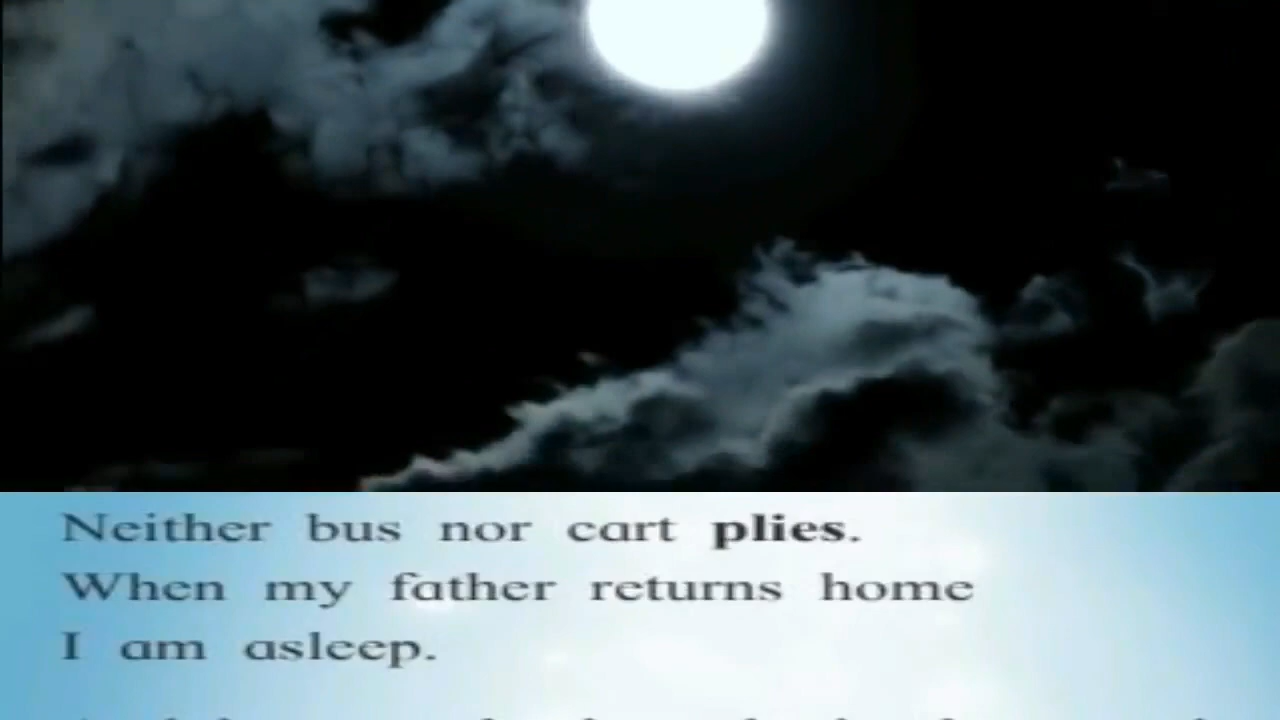 Neither bus nor cart plies.
When my father returns home
I am asleep.